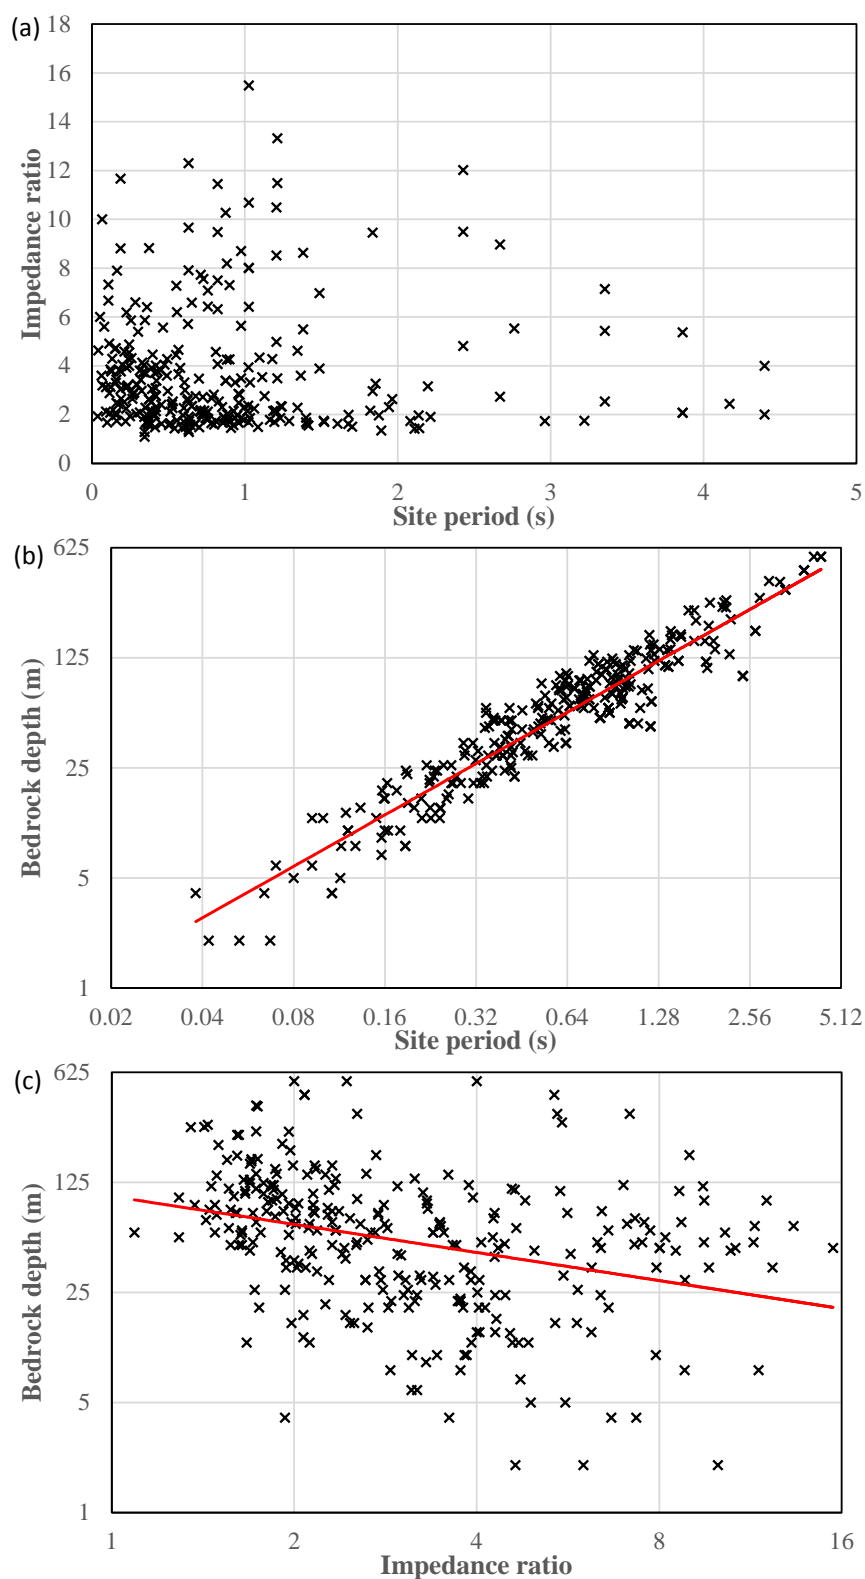 (a)
18
16
14
12
10
8
6
4
2
0
Impedance ratio
0 1 2 3 4 5
Site period (s)
(b)
625
125
25
5
1
Bedrock depth (m)
0.02 0.04 0.08 0.16 0.32 0.64 1.28 2.56 5.12
Site period (s)
(c)
625
125
25
5
1
Bedrock depth (m)
1 2 4 8 16
Impedance ratio